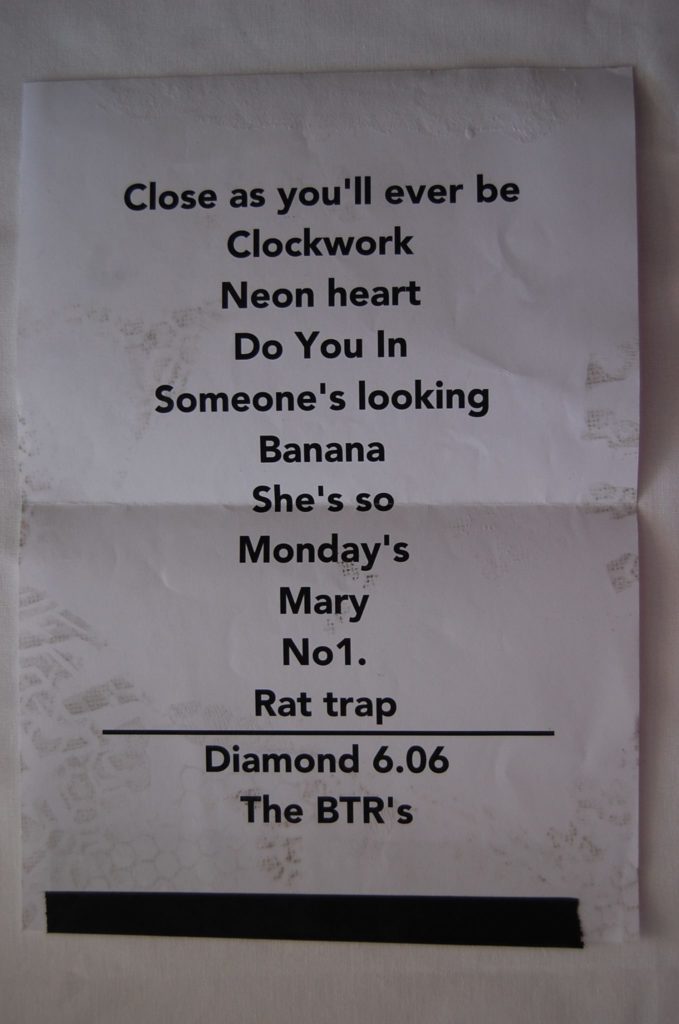 Close as you'll ever be
Clockwork
Neon heart
Do You In
Someone's looking
Banana
She's so
Monday's
Mary
No1.
Rat trap
Diamond 6.06
The BTR's